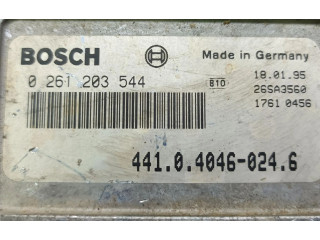 BOSCH
Made in Germany
0 261 203 544
B10
18.01.95
26SA3560
1761 0456
441.0.4046-024.6